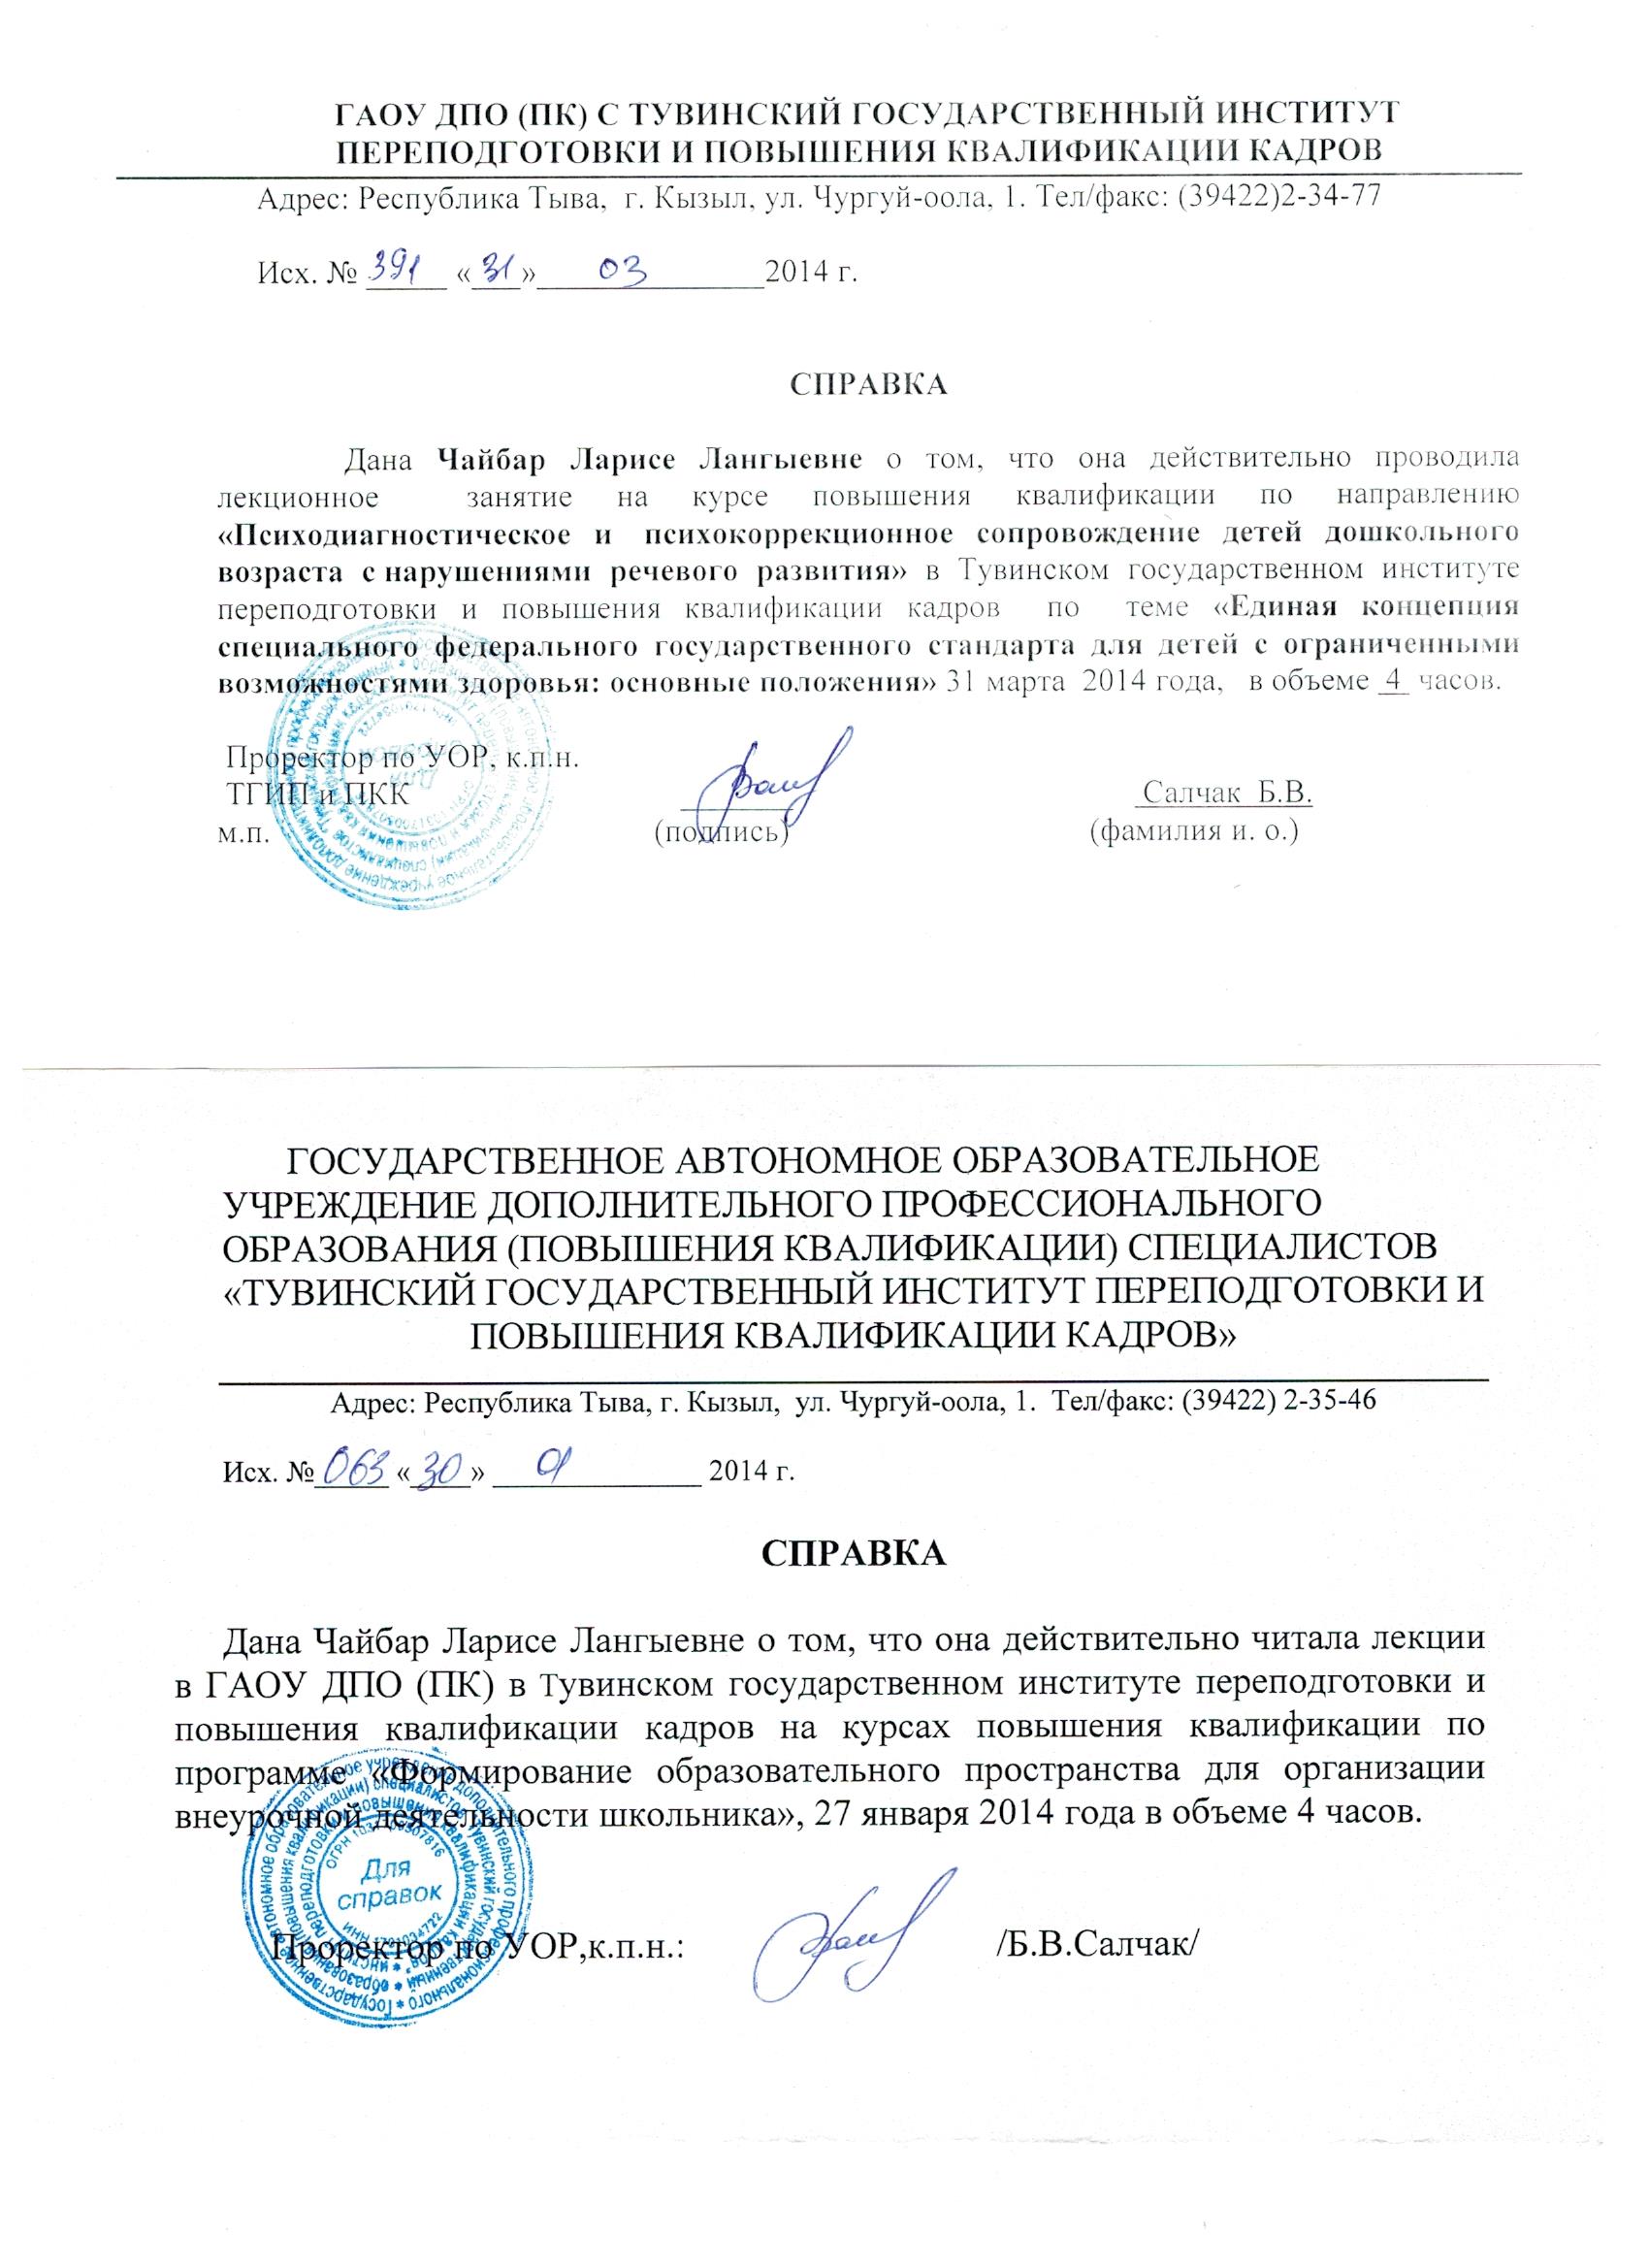 ГАОУ ДПО (ПК) С ТУВИНСКИЙ ГОСУДАРСТВЕННЫЙ ИНСТИТУТ
ПЕРЕПОДГОТОВКИ И ПОВЫШЕНИЯ КВАЛИФИКАЦИИ КАДРОВ
Адрес: Республика Тыва, г. Кызыл, ул. Чургуй-оола, 1. Тел/факс: (39422)2-34-77
Исх. № 391 «31» 03 2014 г.
СПРАВКА
Дана Чайбар Ларисе Лангыевне о том, что она действительно проводила
лекционное занятие на курсе повышения квалификации по направлению
«Психодиагностическое и психокоррекционное сопровождение детей дошкольного
возраста с нарушениями речевого развития» в Тувинском государственном институте
переподготовки и повышения квалификации кадров по теме «Единая концепция
специального федерального государственного стандарта для детей с ограниченными
возможностями здоровья: основные положения» 31 марта 2014 года, в объеме 4 часов.
Проректор по УОР, к.п.н.
ТГИП и ПКК Салчак Б.В.
м.п. (подпись) (фамилия и. о.)
ГОСУДАРСТВЕННОЕ АВТОНОМНОЕ ОБРАЗОВАТЕЛЬНОЕ
УЧРЕЖДЕНИЕ ДОПОЛНИТЕЛЬНОГО ПРОФЕССИОНАЛЬНОГО
ОБРАЗОВАНИЯ (ПОВЫШЕНИЯ КВАЛИФИКАЦИИ) СПЕЦИАЛИСТОВ
«ТУВИНСКИЙ ГОСУДАРСТВЕННЫЙ ИНСТИТУТ ПЕРЕПОДГОТОВКИ И
ПОВЫШЕНИЯ КВАЛИФИКАЦИИ КАДРОВ»
Адрес: Республика Тыва, г. Кызыл, ул. Чургуй-оола, 1. Тел/факс: (39422) 2-35-46
Исх. № 063 «30» 01 2014 г.
СПРАВКА
Дана Чайбар Ларисе Лангыевне о том, что она действительно читала лекции
в ГАОУ ДПО (ПК) в Тувинском государственном институте переподготовки и
повышения квалификации кадров на курсах повышения квалификации по
программе «Формирование образовательного пространства для организации
внеурочной деятельности школьника», 27 января 2014 года в объеме 4 часов.
Для
справок
Проректор по УОР,к.п.н.: /Б.В.Салчак/